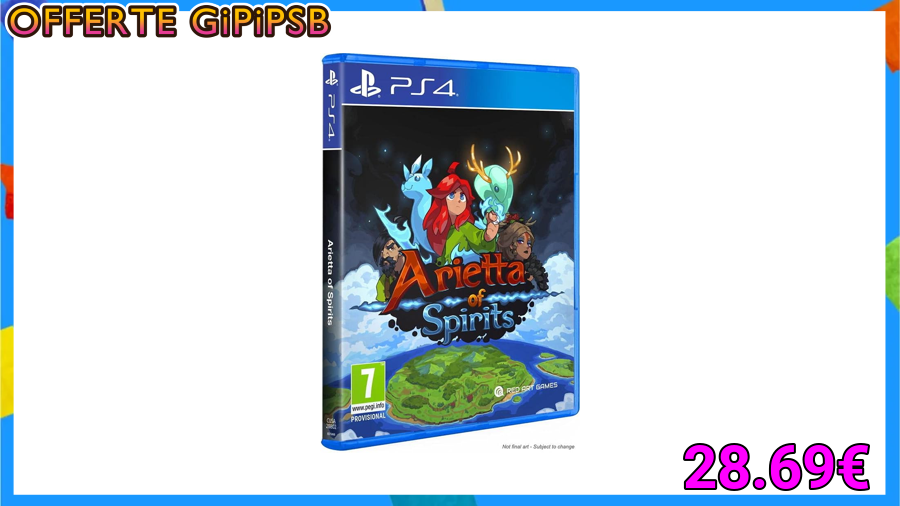 OFFERTE GiPiPSB
PS4
PS4
Arietta of Spirits
Arietta
of
Spirits
7
www.pegi.info
PROVISIONAL
RED ART GAMES
Not final art - Subject to change
28.69€